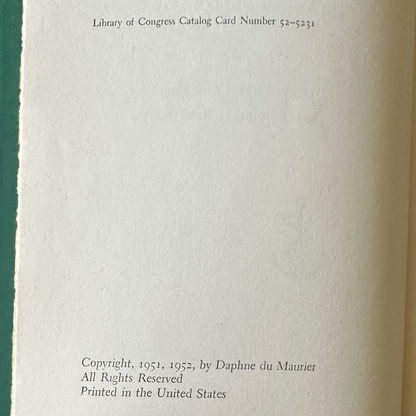 Library of Congress Catalog Card Number 52–5231
Copyright, 1951, 1952, by Daphne du Maurier
All Rights Reserved
Printed in the United States